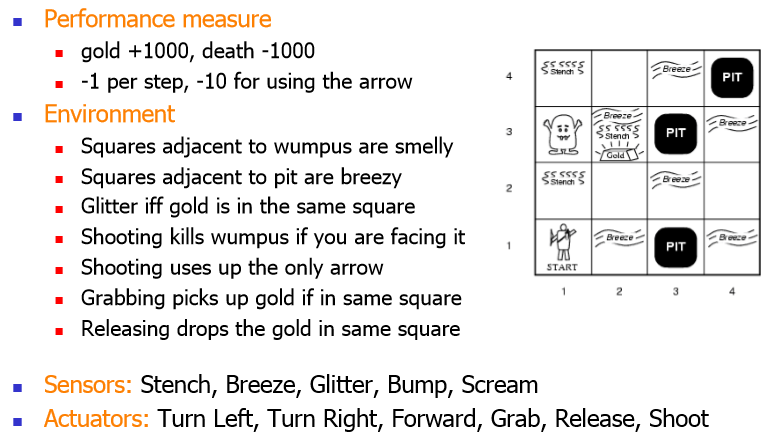 Performance measure
gold +1000, death -1000
-1 per step, -10 for using the arrow
Environment
Squares adjacent to wumpus are smelly
Squares adjacent to pit are breezy
Glitter iff gold is in the same square
Shooting kills wumpus if you are facing it
Shooting uses up the only arrow
Grabbing picks up gold if in same square
Releasing drops the gold in same square
Sensors: Stench, Breeze, Glitter, Bump, Scream
Actuators: Turn Left, Turn Right, Forward, Grab, Release, Shoot
4
Stench
Breeze
PIT
3
Breeze
Stench
Gold
PIT
Breeze
2
Stench
Breeze
1
START
Breeze
PIT
Breeze
1 2 3 4